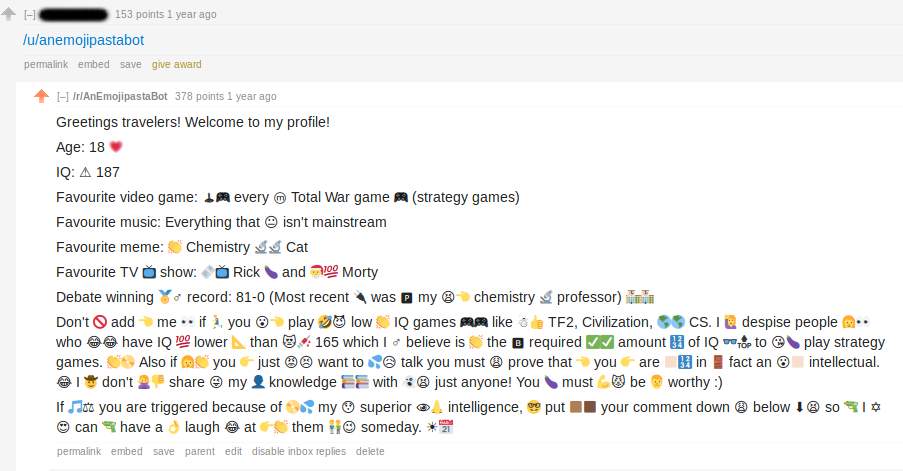 [–] 153 points 1 year ago
/u/anemojipastabot
permalink embed save give award
[–] /r/AnEmojipastaBot 378 points 1 year ago
Greetings travelers! Welcome to my profile!
Age: 18 💗
IQ: ⚠ 187
Favourite video game: 🕹🎮 every ⓜ Total War game 🎮 (strategy games)
Favourite music: Everything that 😐 isn't mainstream
Favourite meme: 👏 Chemistry 🔬🔬 Cat
Favourite TV 📺 show: 📺 Rick 🍆 and 🎅💯 Morty
Debate winning 🏅♂ record: 81-0 (Most recent 🔌 was 🅿 my 😩👈 chemistry 🔬 professor)
Don't 🚫 add 👈 me 👀 if 🏃 you 😮👈 play 🤣😈 low 👏 IQ games 🎮🎮 like ☃👍 TF2, Civilization, 🌎🌎 CS. I 🙋 despise people 👩👀
who 😂😂 have IQ 💯 lower 📐 than 😻💉 165 which I ♂ believe is 👏 the 🅱 required ✅✅ amount 🔢 of IQ 👓🔝 to 😘🍆 play strategy
games. 👏 Also if 👩👏 you 👉 just 😡😣 want to 💦😥 talk you must 😩 prove that 👈 you 👉 are 🔢 in 🚪 fact an 😮 intellectual.
😂 I 🤠 don't 👎 share 😜 my 👤 knowledge 📚📚 with 😩 just anyone! You 🍆 must 💪😿 be 👨 worthy :)
If 🎵⚖ you are triggered because of 💦 my 😯 superior 👁🙏 intelligence, 🤓 put 🏾🏿 your comment down 😩 below ⬇😫 so 🔫 I ✡
😍 can 🔫 have a 👌 laugh 😂 at 👉👏 them 👬😉 someday. ☀📅
permalink embed save parent edit disable inbox replies delete